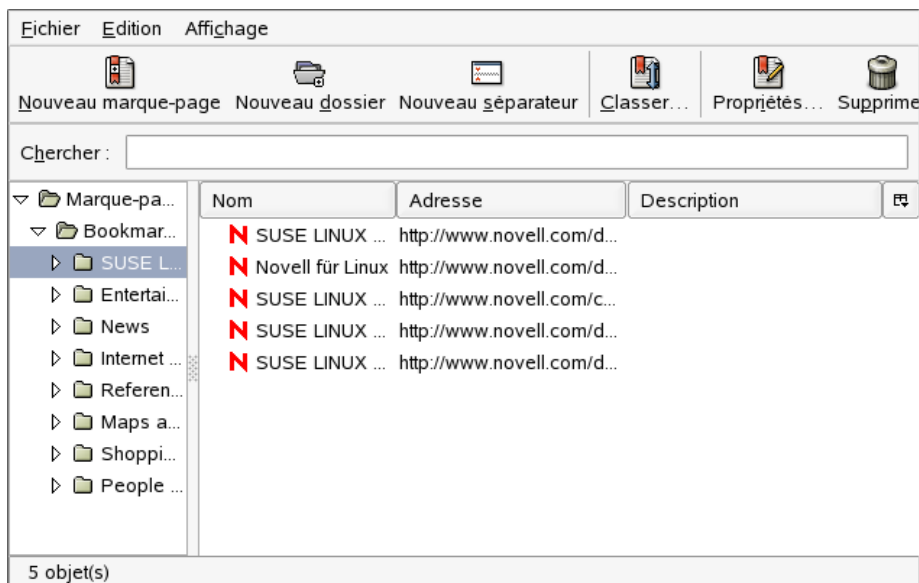 Fichier Edition Affichage
Nouveau marque-page Nouveau dossier Nouveau séparateur Classer... Propriétés... Supprime
Chercher :
Marque-pa...
Bookmar...
SUSE L...
Entertai...
News
Internet ...
Referen...
Maps a...
Shoppi...
People ...
Nom Adresse Description
SUSE LINUX ... http://www.novell.com/d...
Novell für Linux http://www.novell.com/d...
SUSE LINUX ... http://www.novell.com/c...
SUSE LINUX ... http://www.novell.com/d...
SUSE LINUX ... http://www.novell.com/d...
5 objet(s)